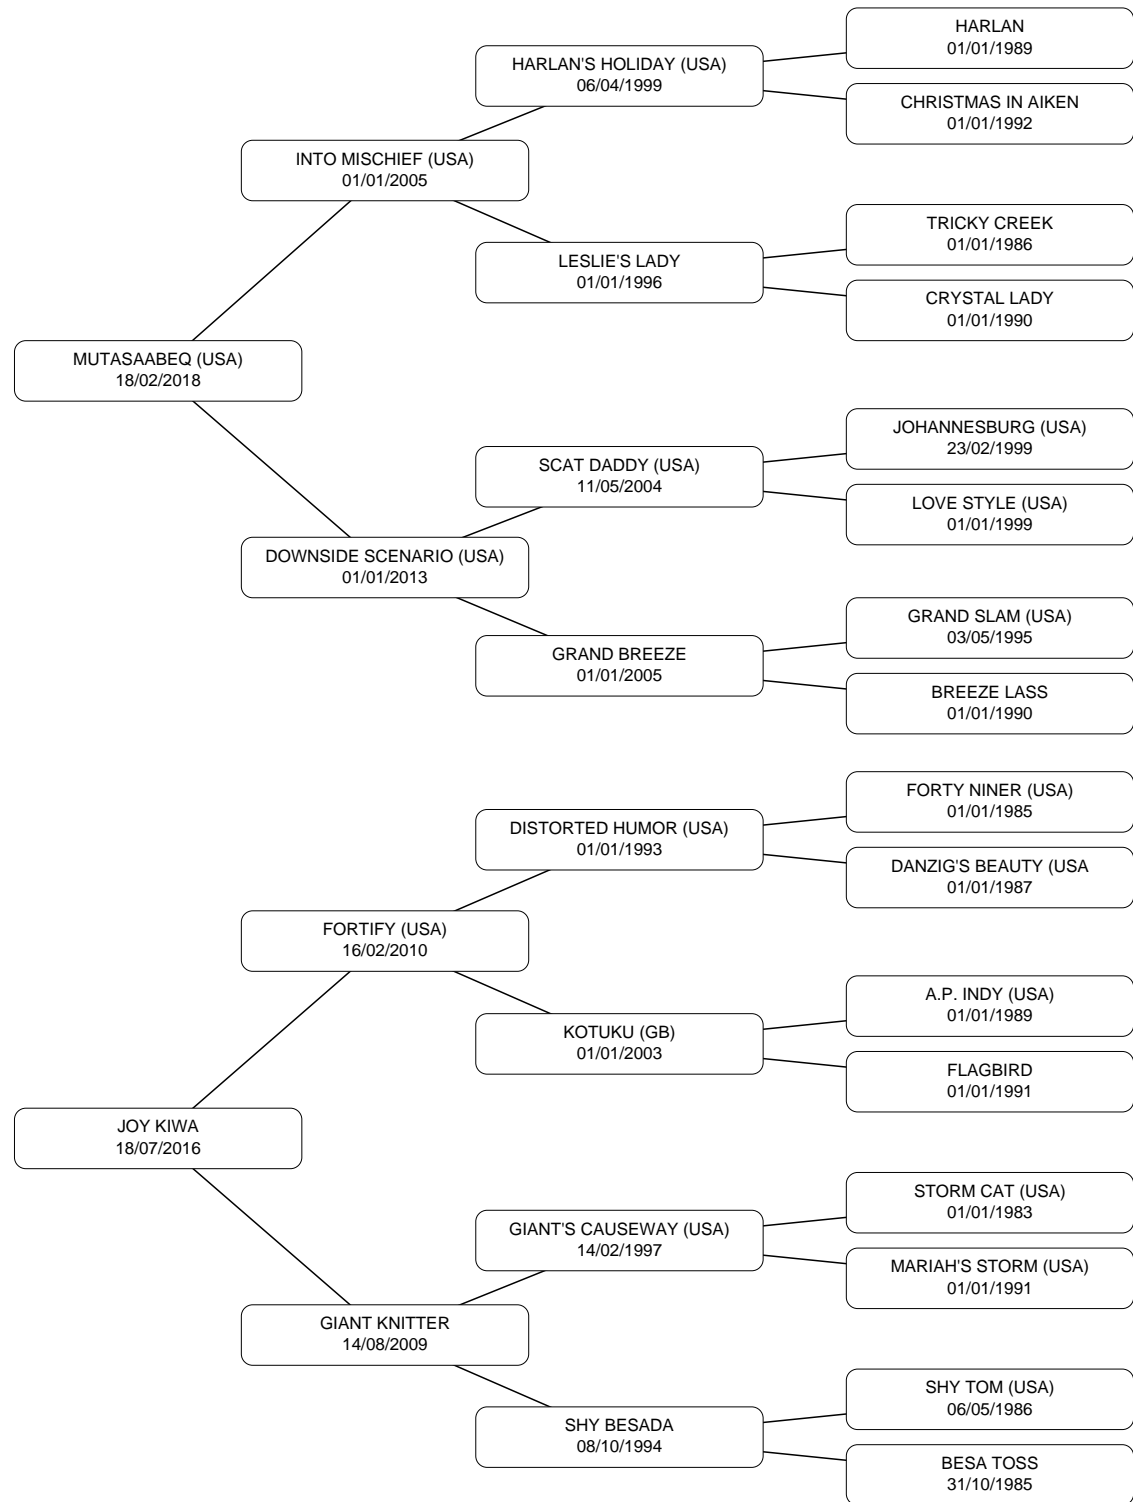 HARLAN
01/01/1989
HARLAN'S HOLIDAY (USA)
06/04/1999
CHRISTMAS IN AIKEN
01/01/1992
INTO MISCHIEF (USA)
01/01/2005
TRICKY CREEK
01/01/1986
LESLIE'S LADY
01/01/1996
CRYSTAL LADY
01/01/1990
MUTASAABEQ (USA)
18/02/2018
JOHANNESBURG (USA)
23/02/1999
SCAT DADDY (USA)
11/05/2004
LOVE STYLE (USA)
01/01/1999
DOWNSIDE SCENARIO (USA)
01/01/2013
GRAND SLAM (USA)
03/05/1995
GRAND BREEZE
01/01/2005
BREEZE LASS
01/01/1990
FORTY NINER (USA)
01/01/1985
DISTORTED HUMOR (USA)
01/01/1993
DANZIG'S BEAUTY (USA
01/01/1987
FORTIFY (USA)
16/02/2010
A.P. INDY (USA)
01/01/1989
KOTUKU (GB)
01/01/2003
FLAGBIRD
01/01/1991
JOY KIWA
18/07/2016
STORM CAT (USA)
01/01/1983
GIANT'S CAUSEWAY (USA)
14/02/1997
MARIAH'S STORM (USA)
01/01/1991
GIANT KNITTER
14/08/2009
SHY TOM (USA)
06/05/1986
SHY BESADA
08/10/1994
BESA TOSS
31/10/1985